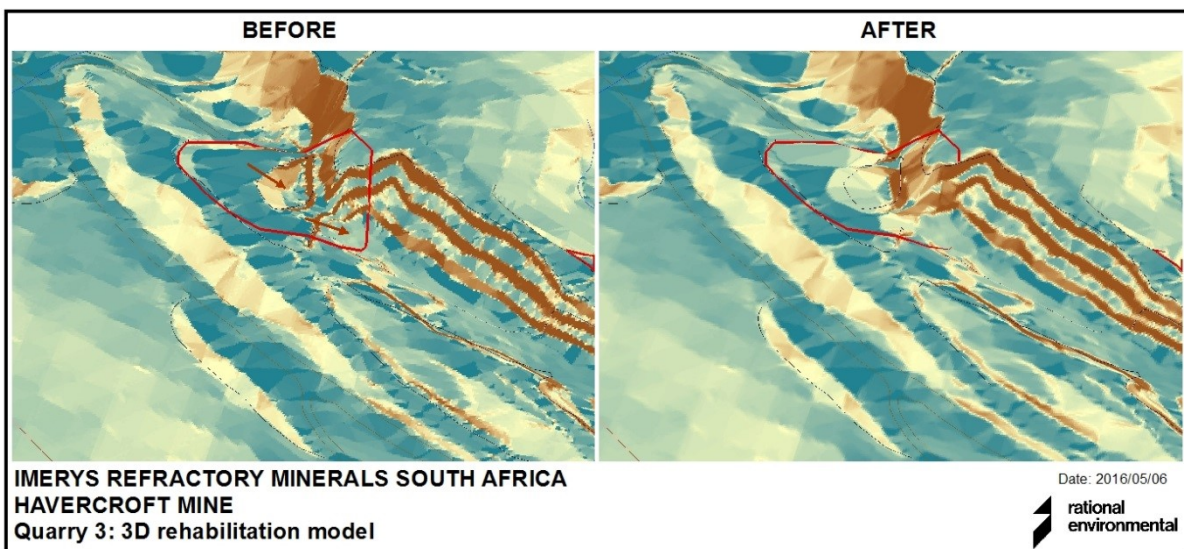 BEFORE
AFTER
IMERYS REFRACTORY MINERALS SOUTH AFRICA
HAVERCROFT MINE
Quarry 3: 3D rehabilitation model
Date: 2016/05/06
rational
environmental